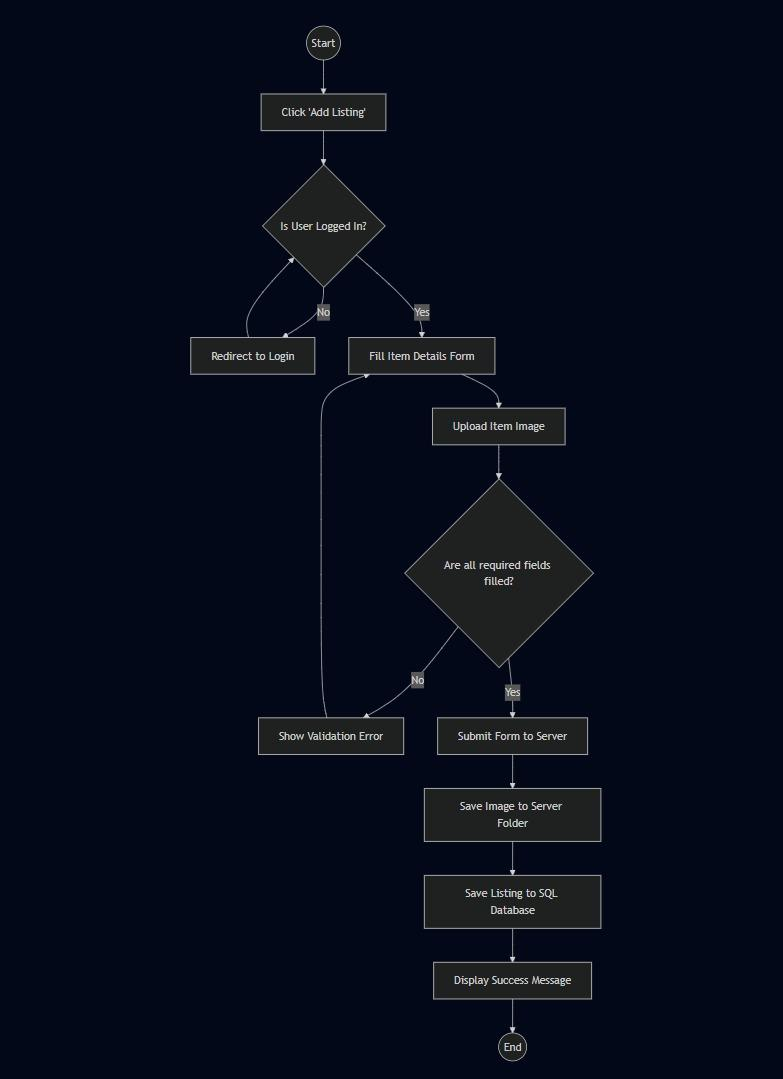 Start
Click 'Add Listing'
Is User Logged In?
No
Yes
Redirect to Login
Fill Item Details Form
Upload Item Image
Are all required fields
filled?
No
Yes
Show Validation Error
Submit Form to Server
Save Image to Server
Folder
Save Listing to SQL
Database
Display Success Message
End